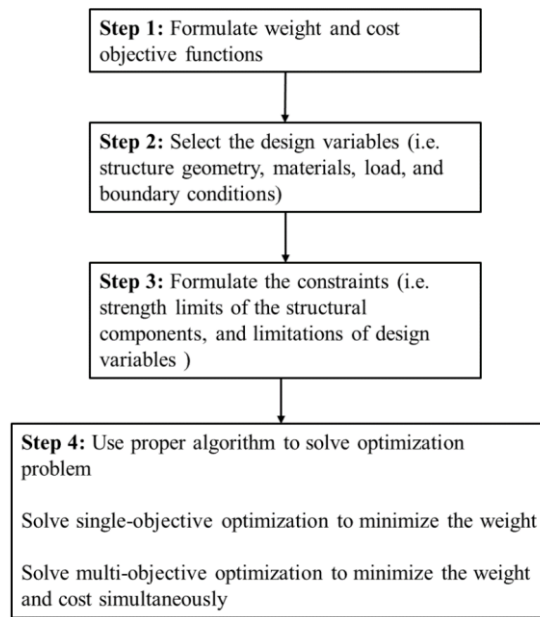 Step 1: Formulate weight and cost
objective functions
Step 2: Select the design variables (i.e.
structure geometry, materials, load, and
boundary conditions)
Step 3: Formulate the constraints (i.e.
strength limits of the structural
components, and limitations of design
variables )
Step 4: Use proper algorithm to solve optimization
problem
Solve single-objective optimization to minimize the weight
Solve multi-objective optimization to minimize the weight
and cost simultaneously